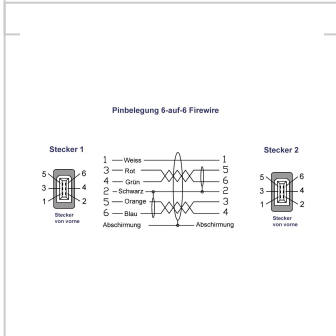 Pinbelegung 6-auf-6 Firewire
Stecker 1
Stecker 2
5 6
3 4
1 2
Stecker
von vorne
1 Weiss 1
3 Rot 5
4 Grün 6
2 Schwarz 2
5 Orange 3
6 Blau 4
Abschirmung Abschirmung
5 6
3 4
1 2
Stecker
von vorne